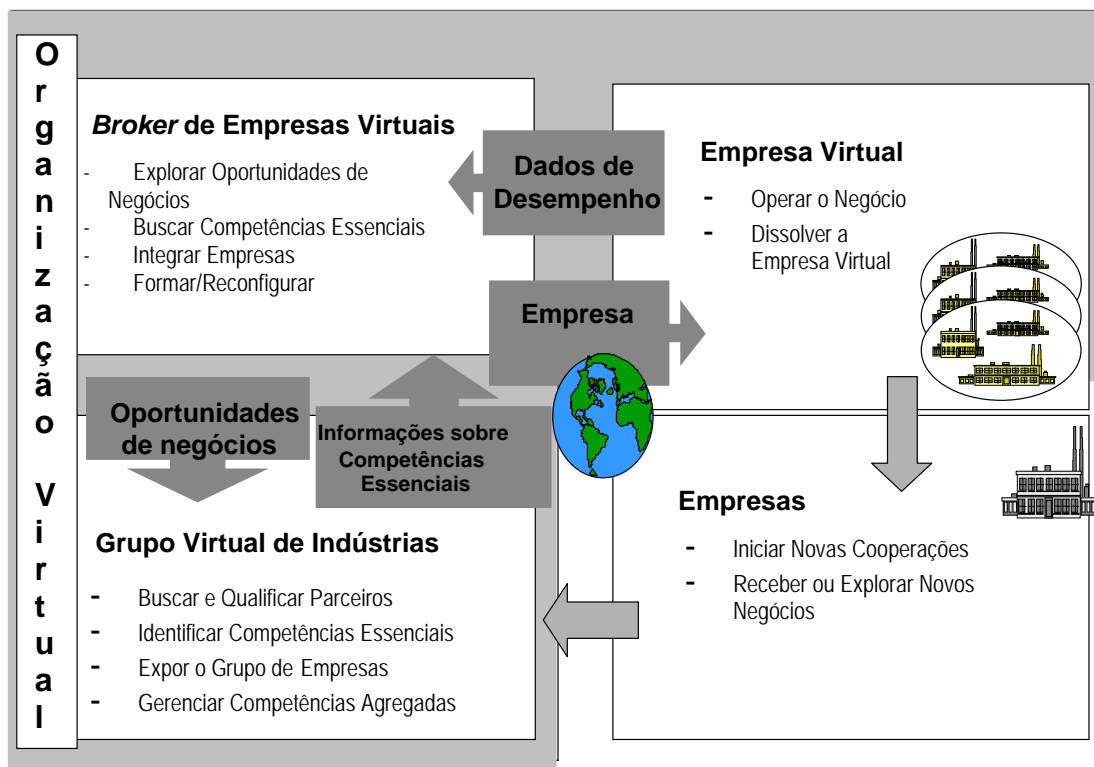 Organização Virtual
Broker de Empresas Virtuais
- Explorar Oportunidades de
Negócios
- Buscar Competências Essenciais
- Integrar Empresas
- Formar/Reconfigurar
Dados de
Desempenho
Empresa
Empresa Virtual
- Operar o Negócio
- Dissolver a
Empresa Virtual
Oportunidades
de negócios
Informações sobre
Competências
Essenciais
Grupo Virtual de Indústrias
- Buscar e Qualificar Parceiros
- Identificar Competências Essenciais
- Expor o Grupo de Empresas
- Gerenciar Competências Agregadas
Empresas
- Iniciar Novas Cooperações
- Receber ou Explorar Novos
Negócios